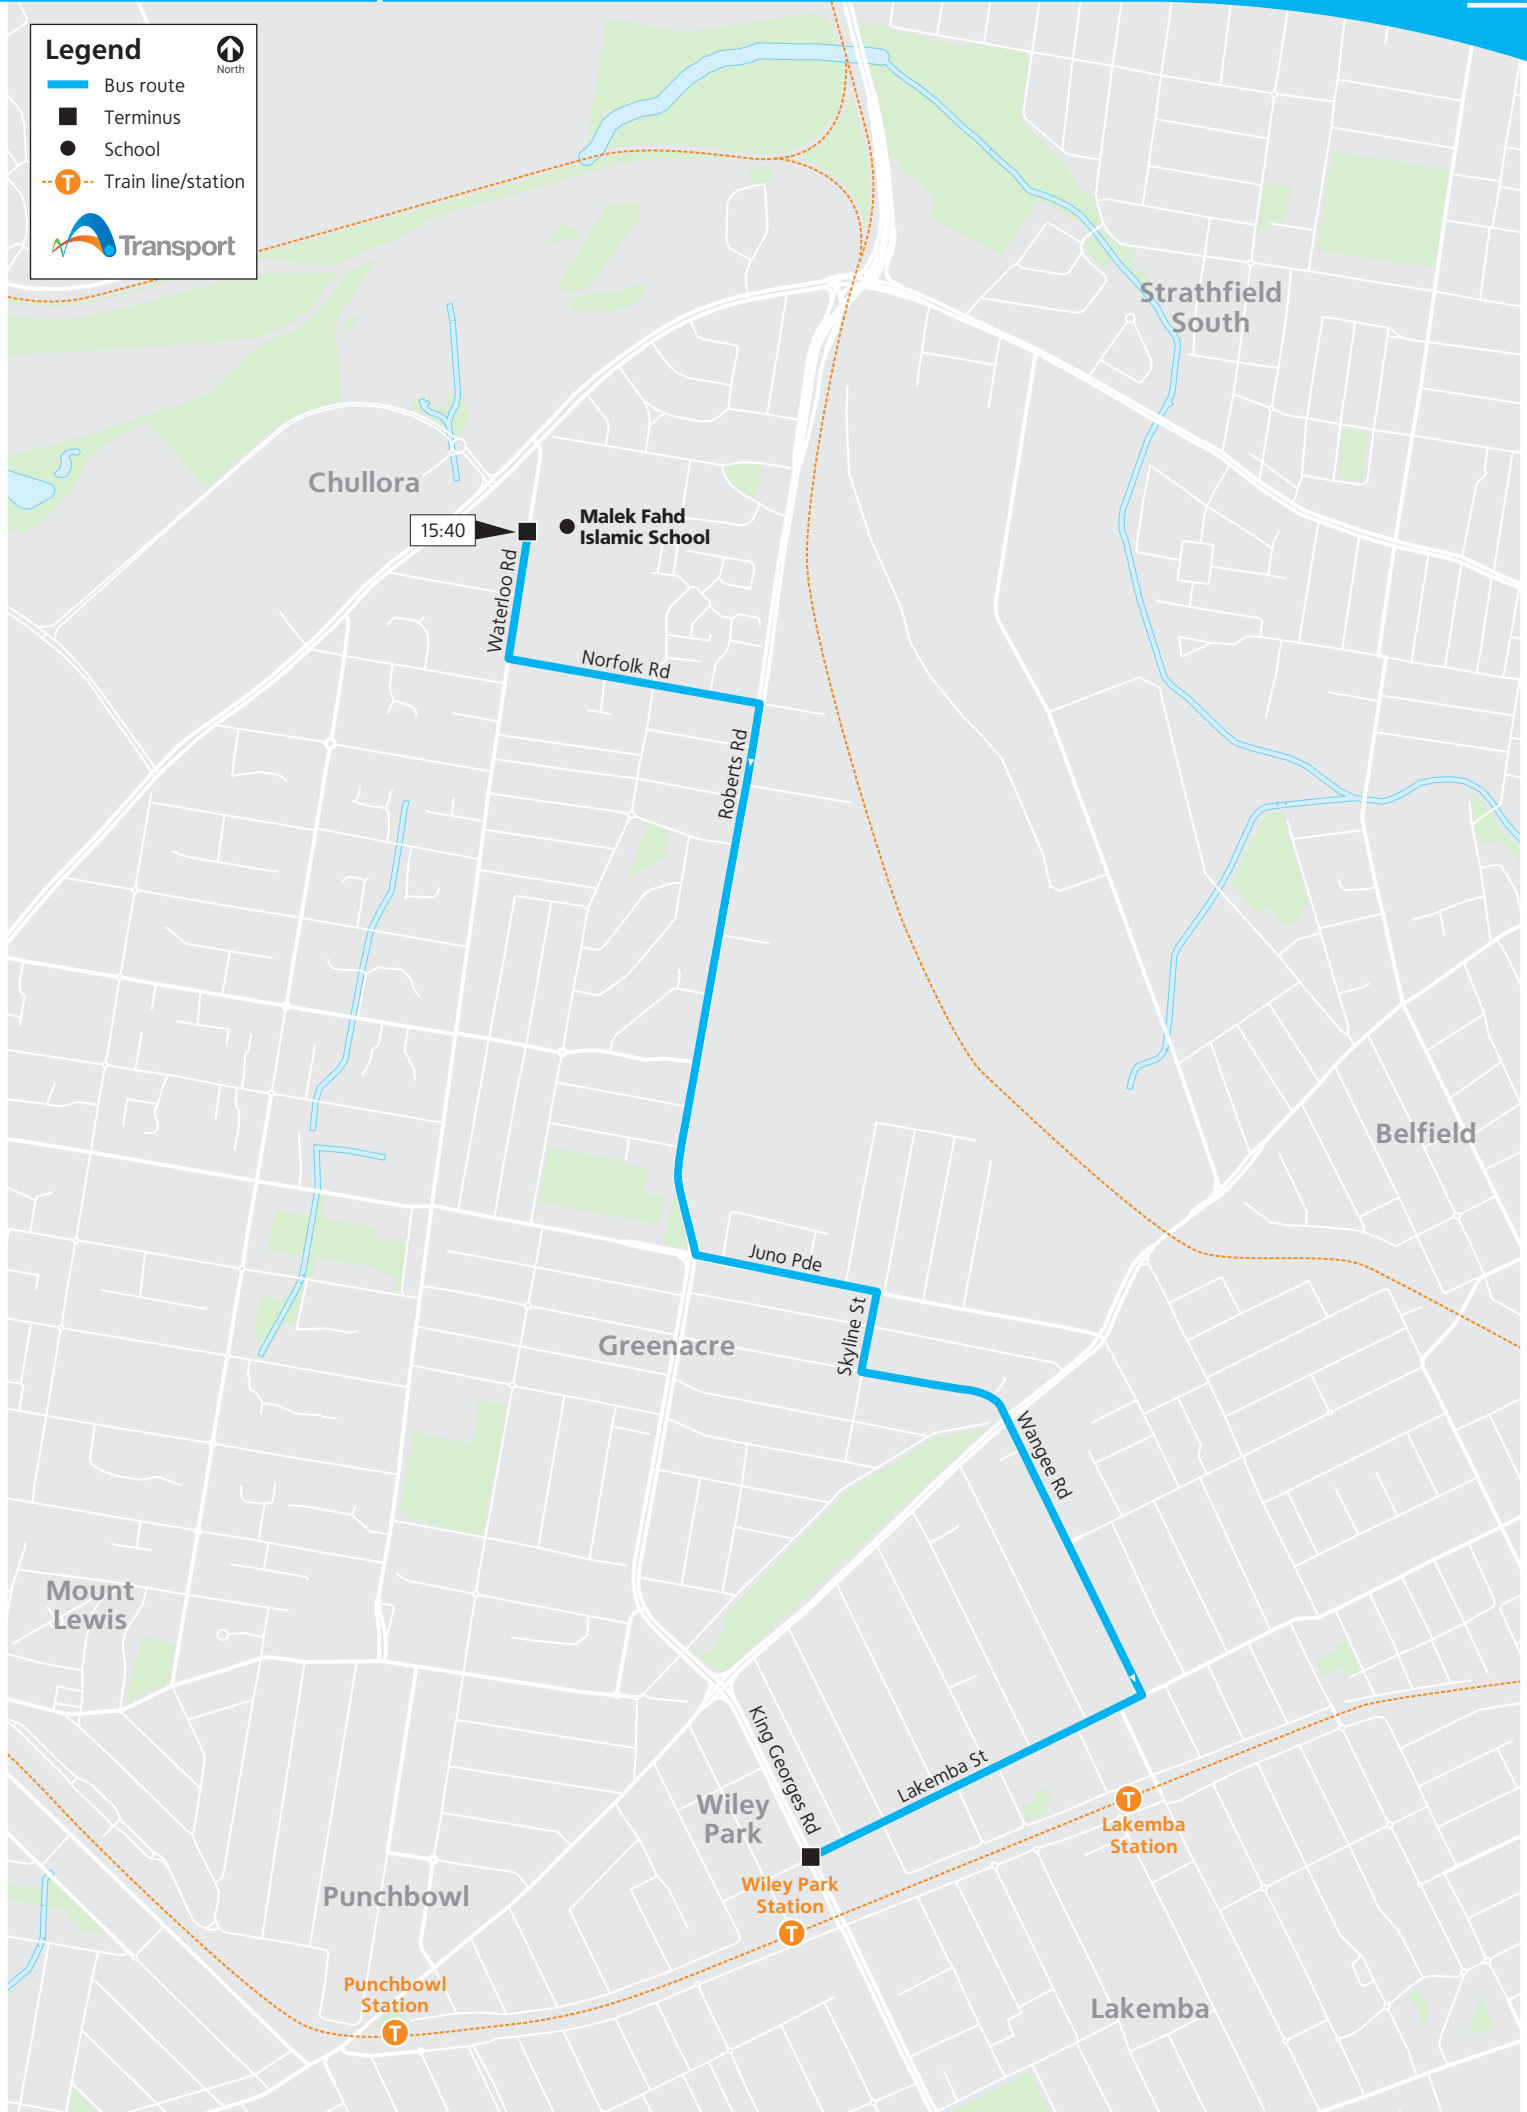 Legend
North
Bus route
Terminus
School
T Train line/station
Transport
Strathfield
South
Chullora
15:40
Malek Fahd
Islamic School
Waterloo Rd
Norfolk Rd
Roberts Rd
Belfield
Juno Pde
Skyline St
Greenacre
Wangee Rd
Mount
Lewis
King Georges Rd
Lakemba St
Wiley
Park
T
Lakemba
Station
Wiley Park
Station
T
Punchbowl
Punchbowl
Station
T
Lakemba